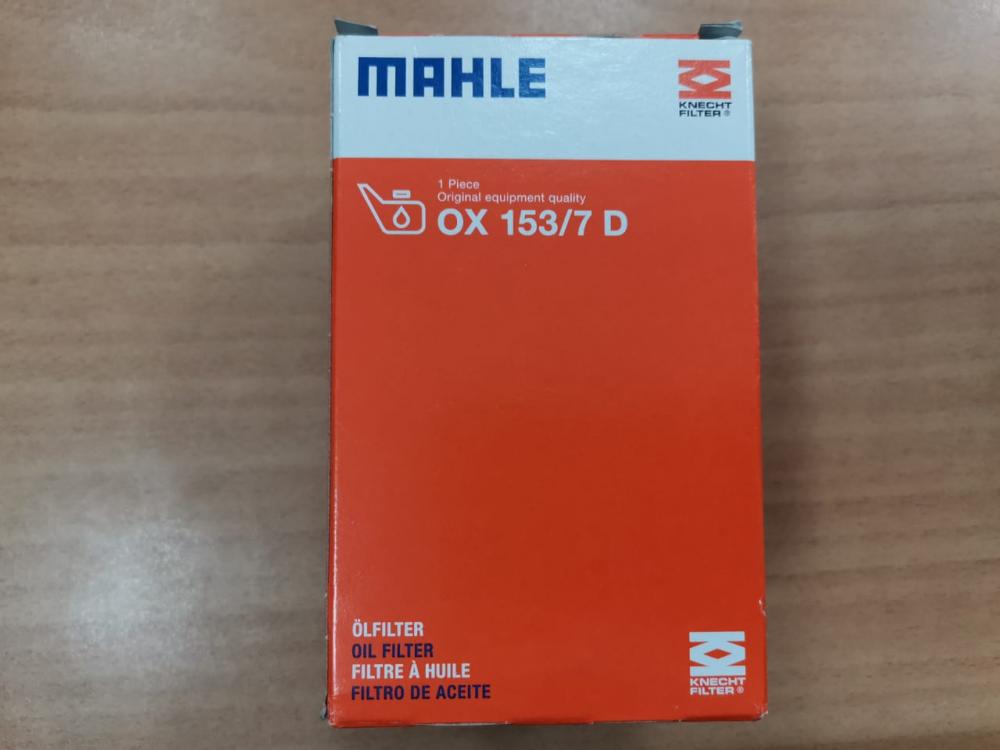 MAHLE
KNECHT
FILTER®
1 Piece
Original equipment quality
OX 153/7 D
ÖLFILTER
OIL FILTER
FILTRE À HUILE
FILTRO DE ACEITE
KNECHT
FILTER®